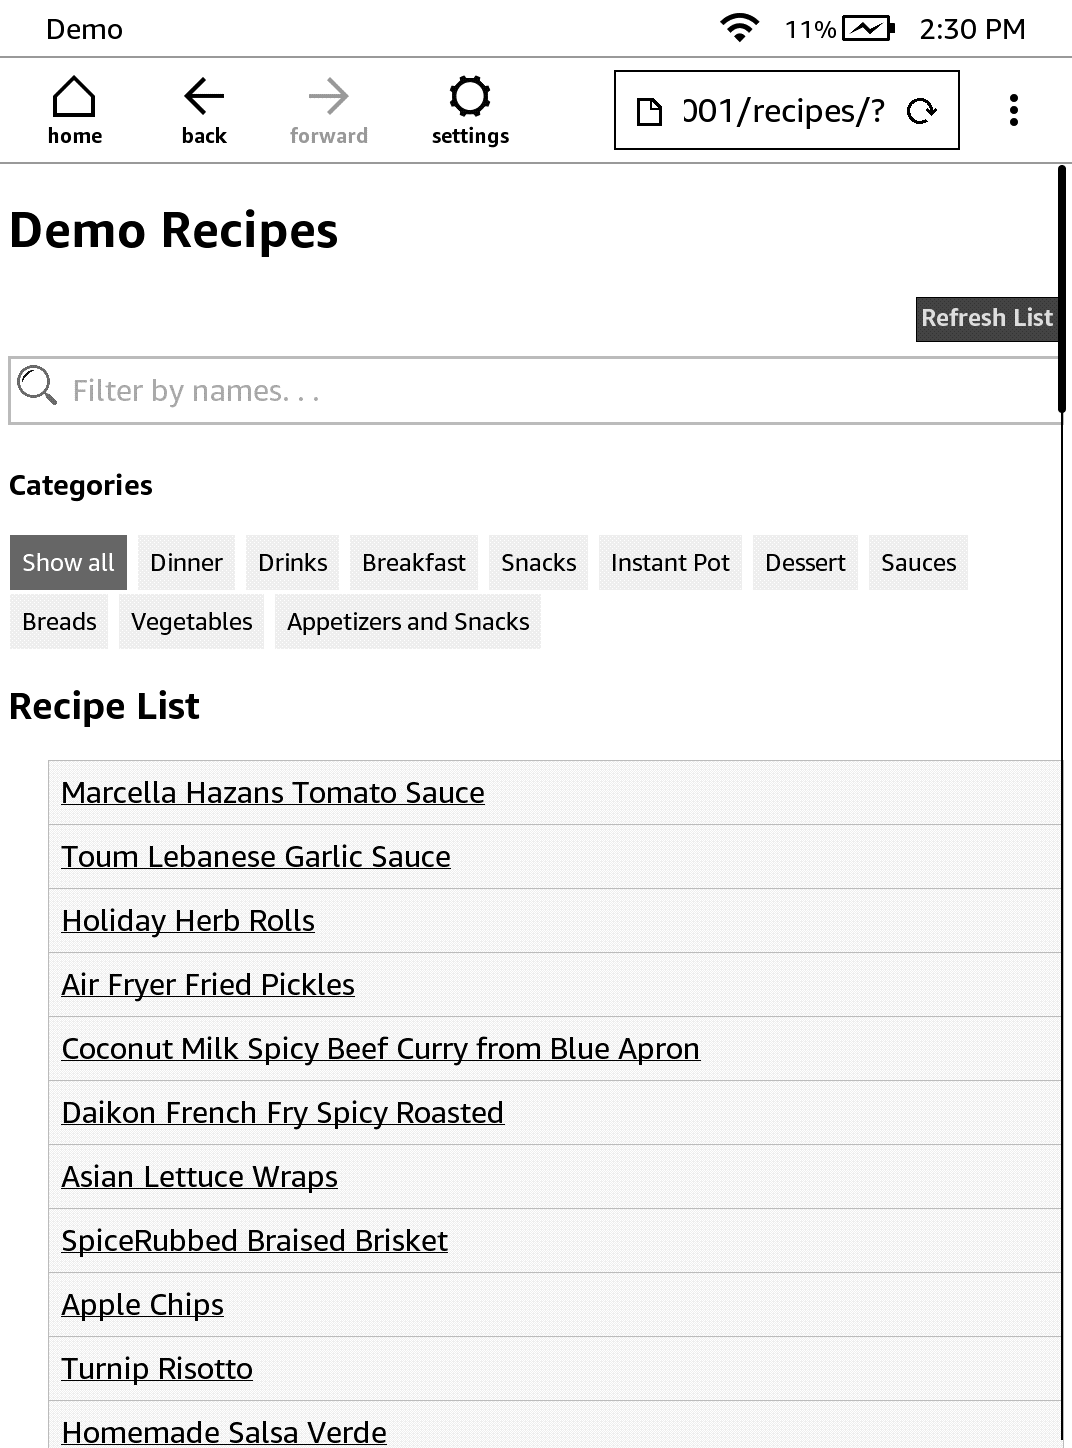 Demo 11% 2:30 PM
home back forward settings 001/recipes/?
Demo Recipes
Refresh List
Filter by names. . .
Categories
Show all Dinner Drinks Breakfast Snacks Instant Pot Dessert Sauces
Breads Vegetables Appetizers and Snacks
Recipe List
Marcella Hazans Tomato Sauce
Toum Lebanese Garlic Sauce
Holiday Herb Rolls
Air Fryer Fried Pickles
Coconut Milk Spicy Beef Curry from Blue Apron
Daikon French Fry Spicy Roasted
Asian Lettuce Wraps
SpiceRubbed Braised Brisket
Apple Chips
Turnip Risotto
Homemade Salsa Verde